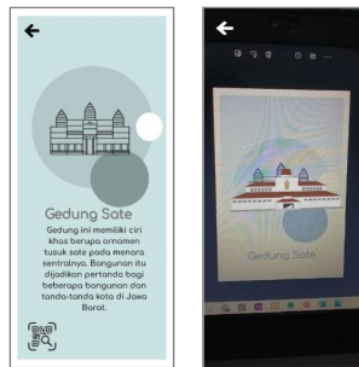 Gedung Sate
Gedung ini memiliki ciri
khas berupa ornamen
tusuk sate pada menara
sentralnya. Bangunan itu
dijadikan pertanda bagi
beberapa bangunan dan
tanda-tanda kota di Jawa
Barat.
Gedung Sate